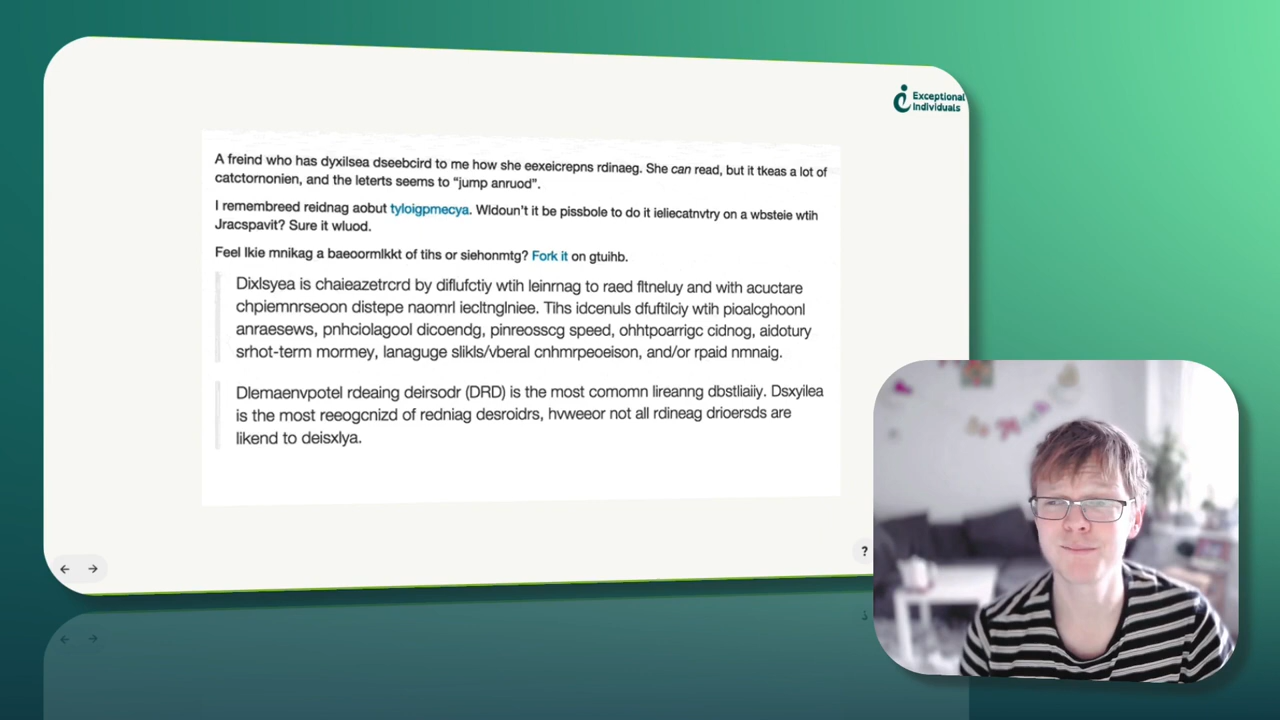 Exceptional
Individuals
A freind who has dyxilsea dseebcird to me how she eexeicrepns rdinaeg. She can read, but it tkeas a lot of
catctornonien, and the leterts seems to “jump anruod”.
I remembreed reidnag aobut tyloigpmecya. Wldoun’t it be pissbole to do it ieliecatnvtry on a wbsteie wtih
Jracspavit? Sure it wluod.
Feel lkie mnikag a baeoormlkkt of tihs or siehonmtg? Fork it on gtuihb.
Dixlsyea is chaieazetrcrd by diflufctiy wtih leinrnag to raed fltneluy and with acuctare
chpiemnrseoon distepe naomrl iecltnglniee. Tihs idcenuls dfuftilciy wtih pioalcghoonl
anraesews, pnhciolagool dicoendg, pinreosscg speed, ohhtpoarrigc cidnog, aidotury
srhot-term mormey, lanaguge slikls/vberal cnhmrpeoeison, and/or rpaid nmnaig.
Dlemaenvpotel rdeaing deirsodr (DRD) is the most comomn lireanng dbstliaiiy. Dsxyilea
is the most reeogcnizd of redniag desroidrs, hvweeor not all rdineag drioersds are
likend to deisxlya.
?